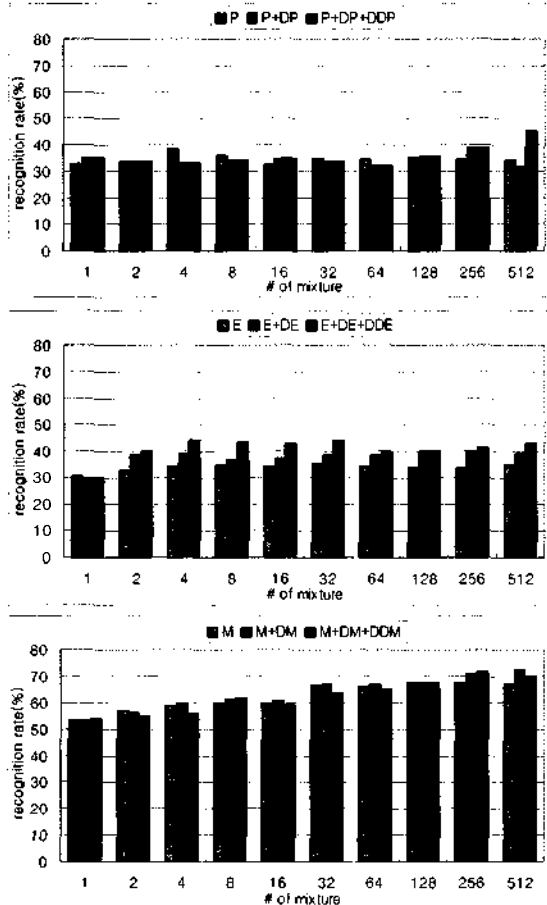 P P+DP P+DP+DDP
80
70
60
50
40
30
20
10
0
recognition rate(%)
1 2 4 8 16 32 64 128 256 512
# of mixture
E E+DE E+DE+DDE
80
70
60
50
40
30
20
10
0
recognition rate(%)
1 2 4 8 16 32 64 128 256 512
# of mixture
M M+DM M+DM+DDM
80
70
60
50
40
30
20
10
0
recognition rate(%)
1 2 4 8 16 32 64 128 256 512
# of mixture